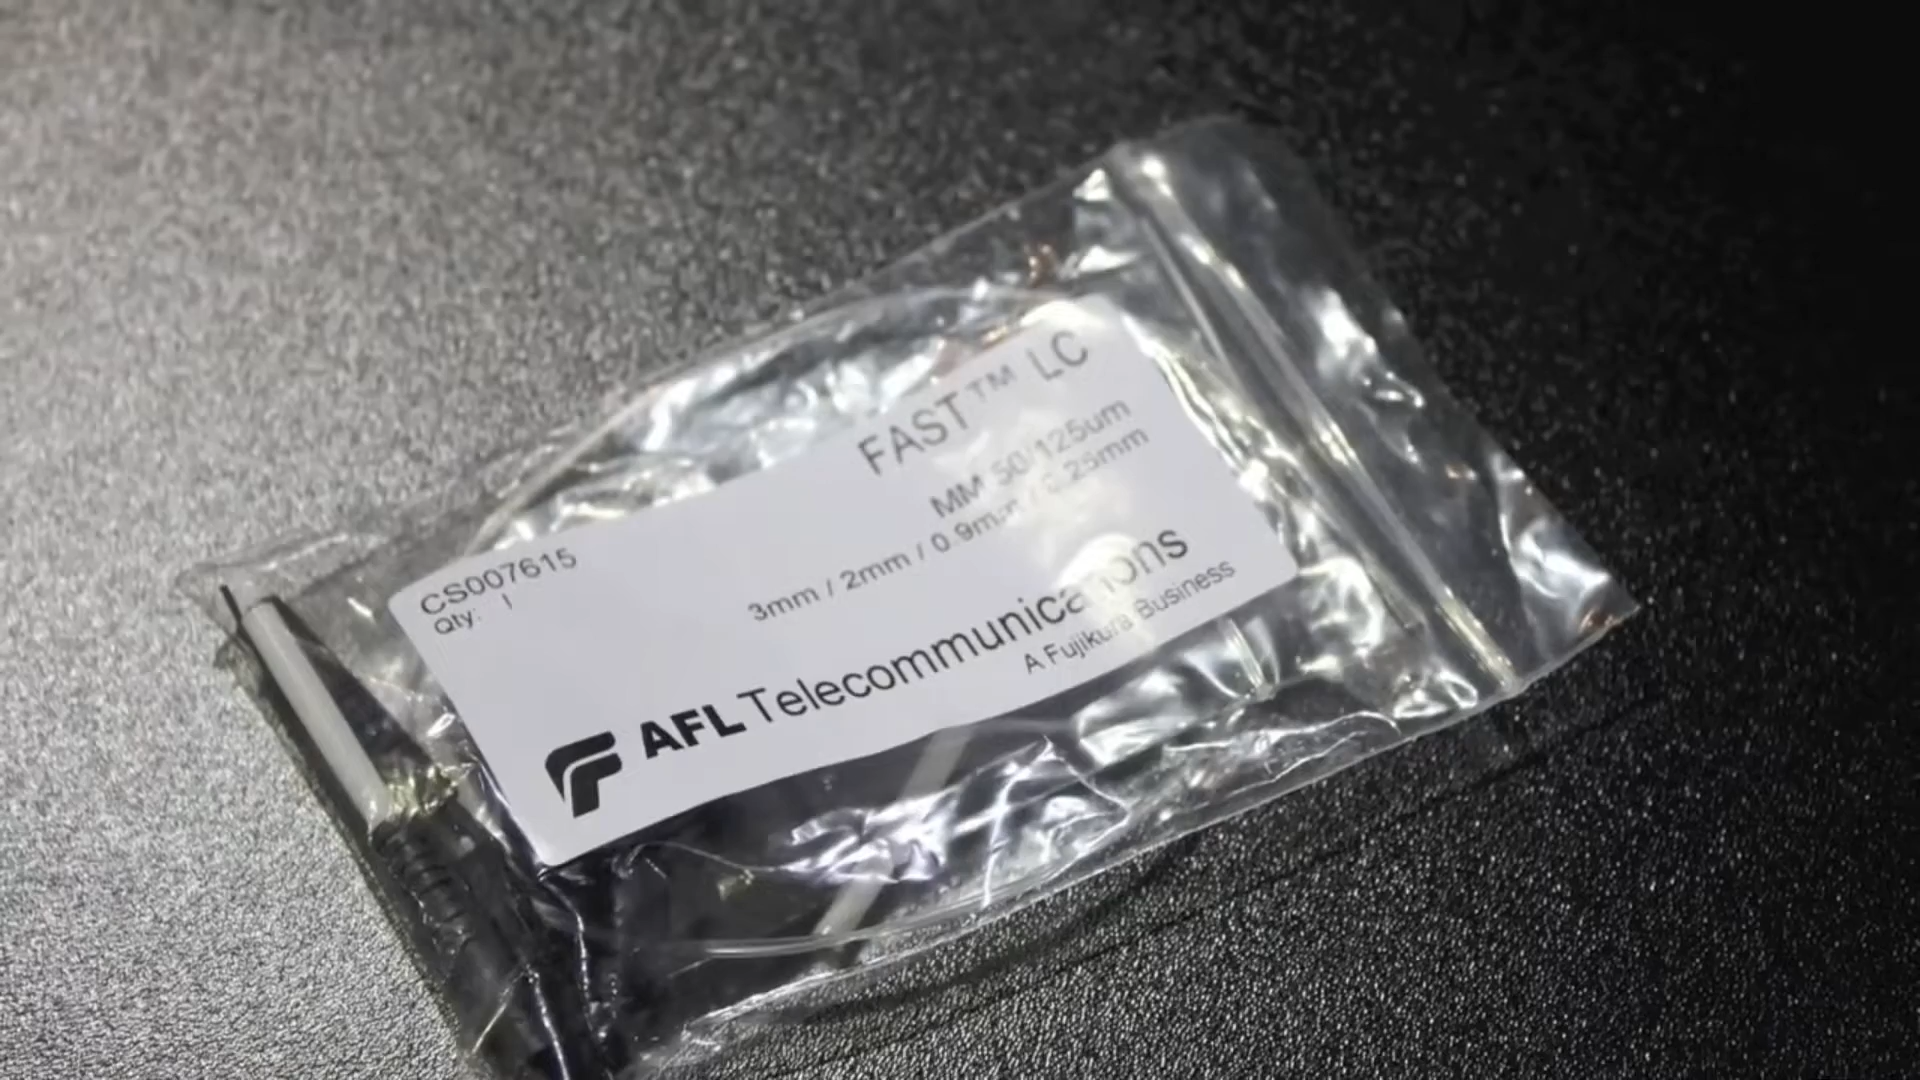 FAST™ LC
MM 50/125um
3mm / 2mm / 0.9mm / 0.25mm
CS007615
Qty: 1
AFL Telecommunications
A Fujikura Business